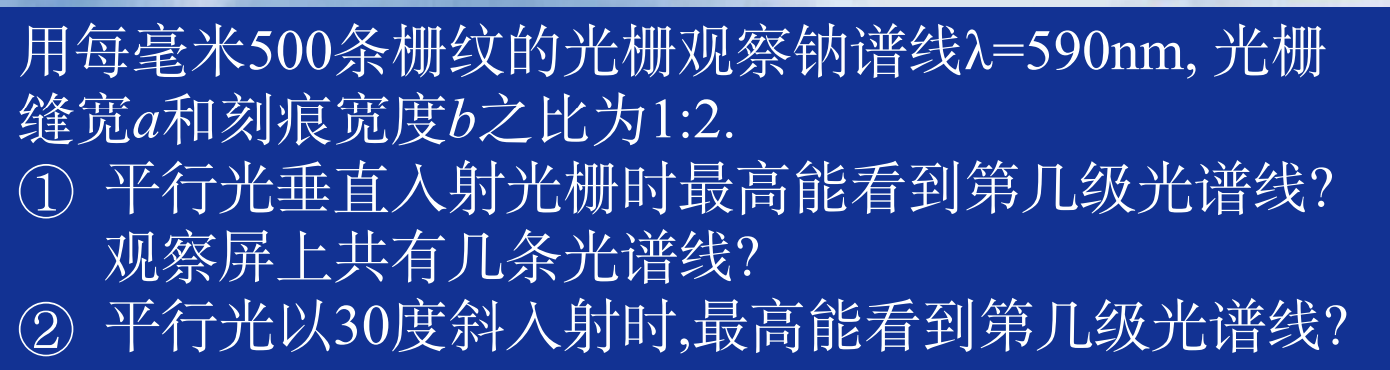 用每毫米500条栅纹的光栅观察钠谱线λ=590nm, 光栅
缝宽a和刻痕宽度b之比为1:2.
① 平行光垂直入射光栅时最高能看到第几级光谱线?
观察屏上共有几条光谱线?
② 平行光以30度斜入射时,最高能看到第几级光谱线?